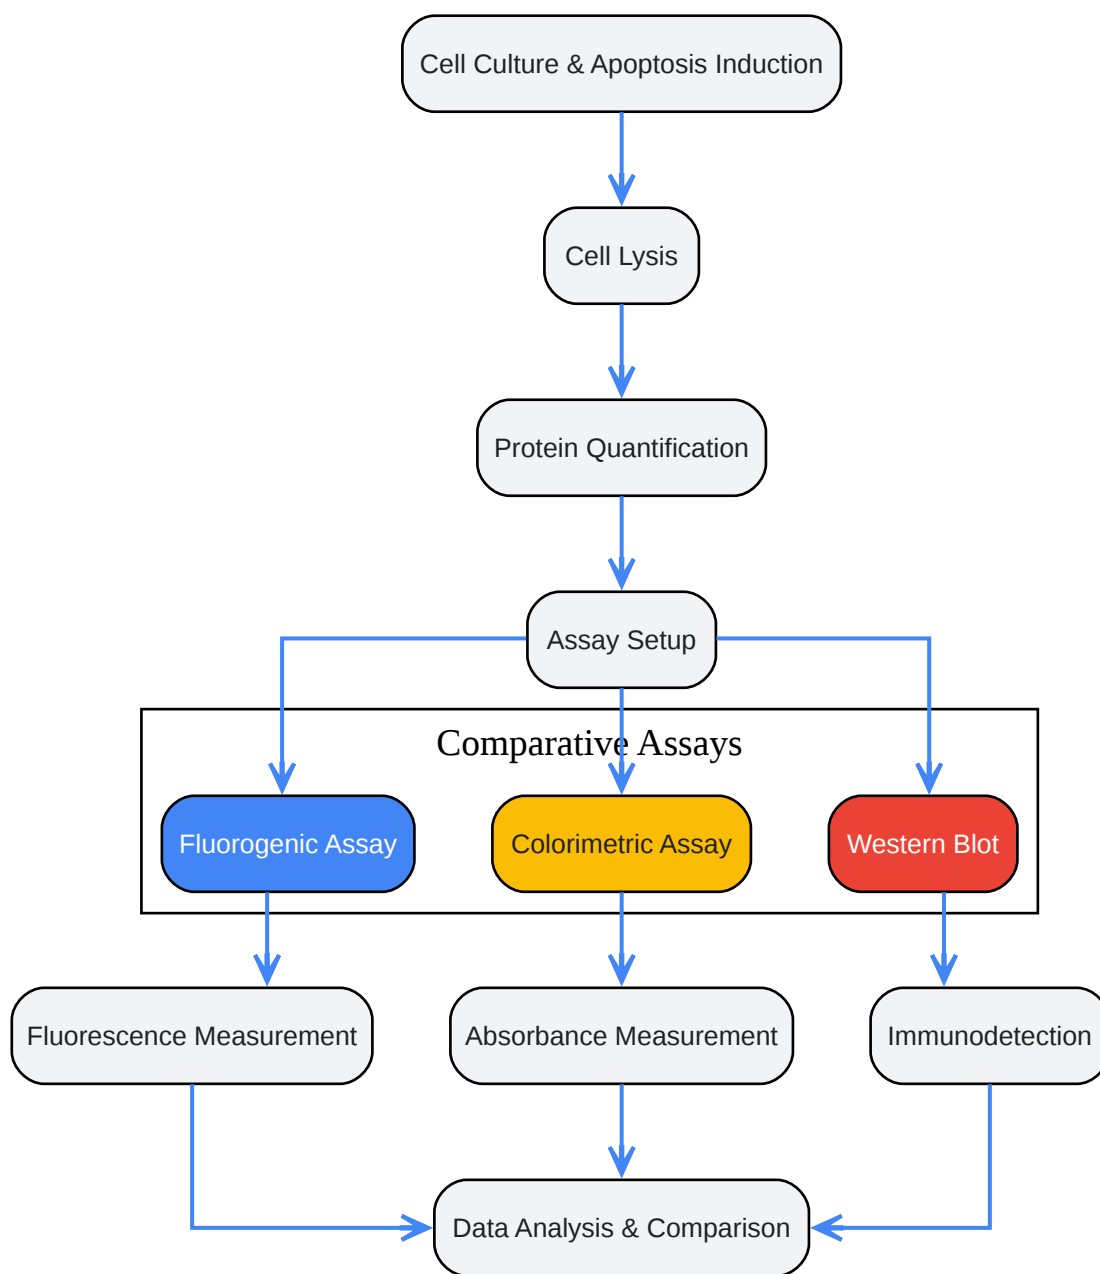 Cell Culture & Apoptosis Induction
Cell Lysis
Protein Quantification
Assay Setup
Comparative Assays
Fluorogenic Assay
Colorimetric Assay
Western Blot
Fluorescence Measurement
Absorbance Measurement
Immunodetection
Data Analysis & Comparison